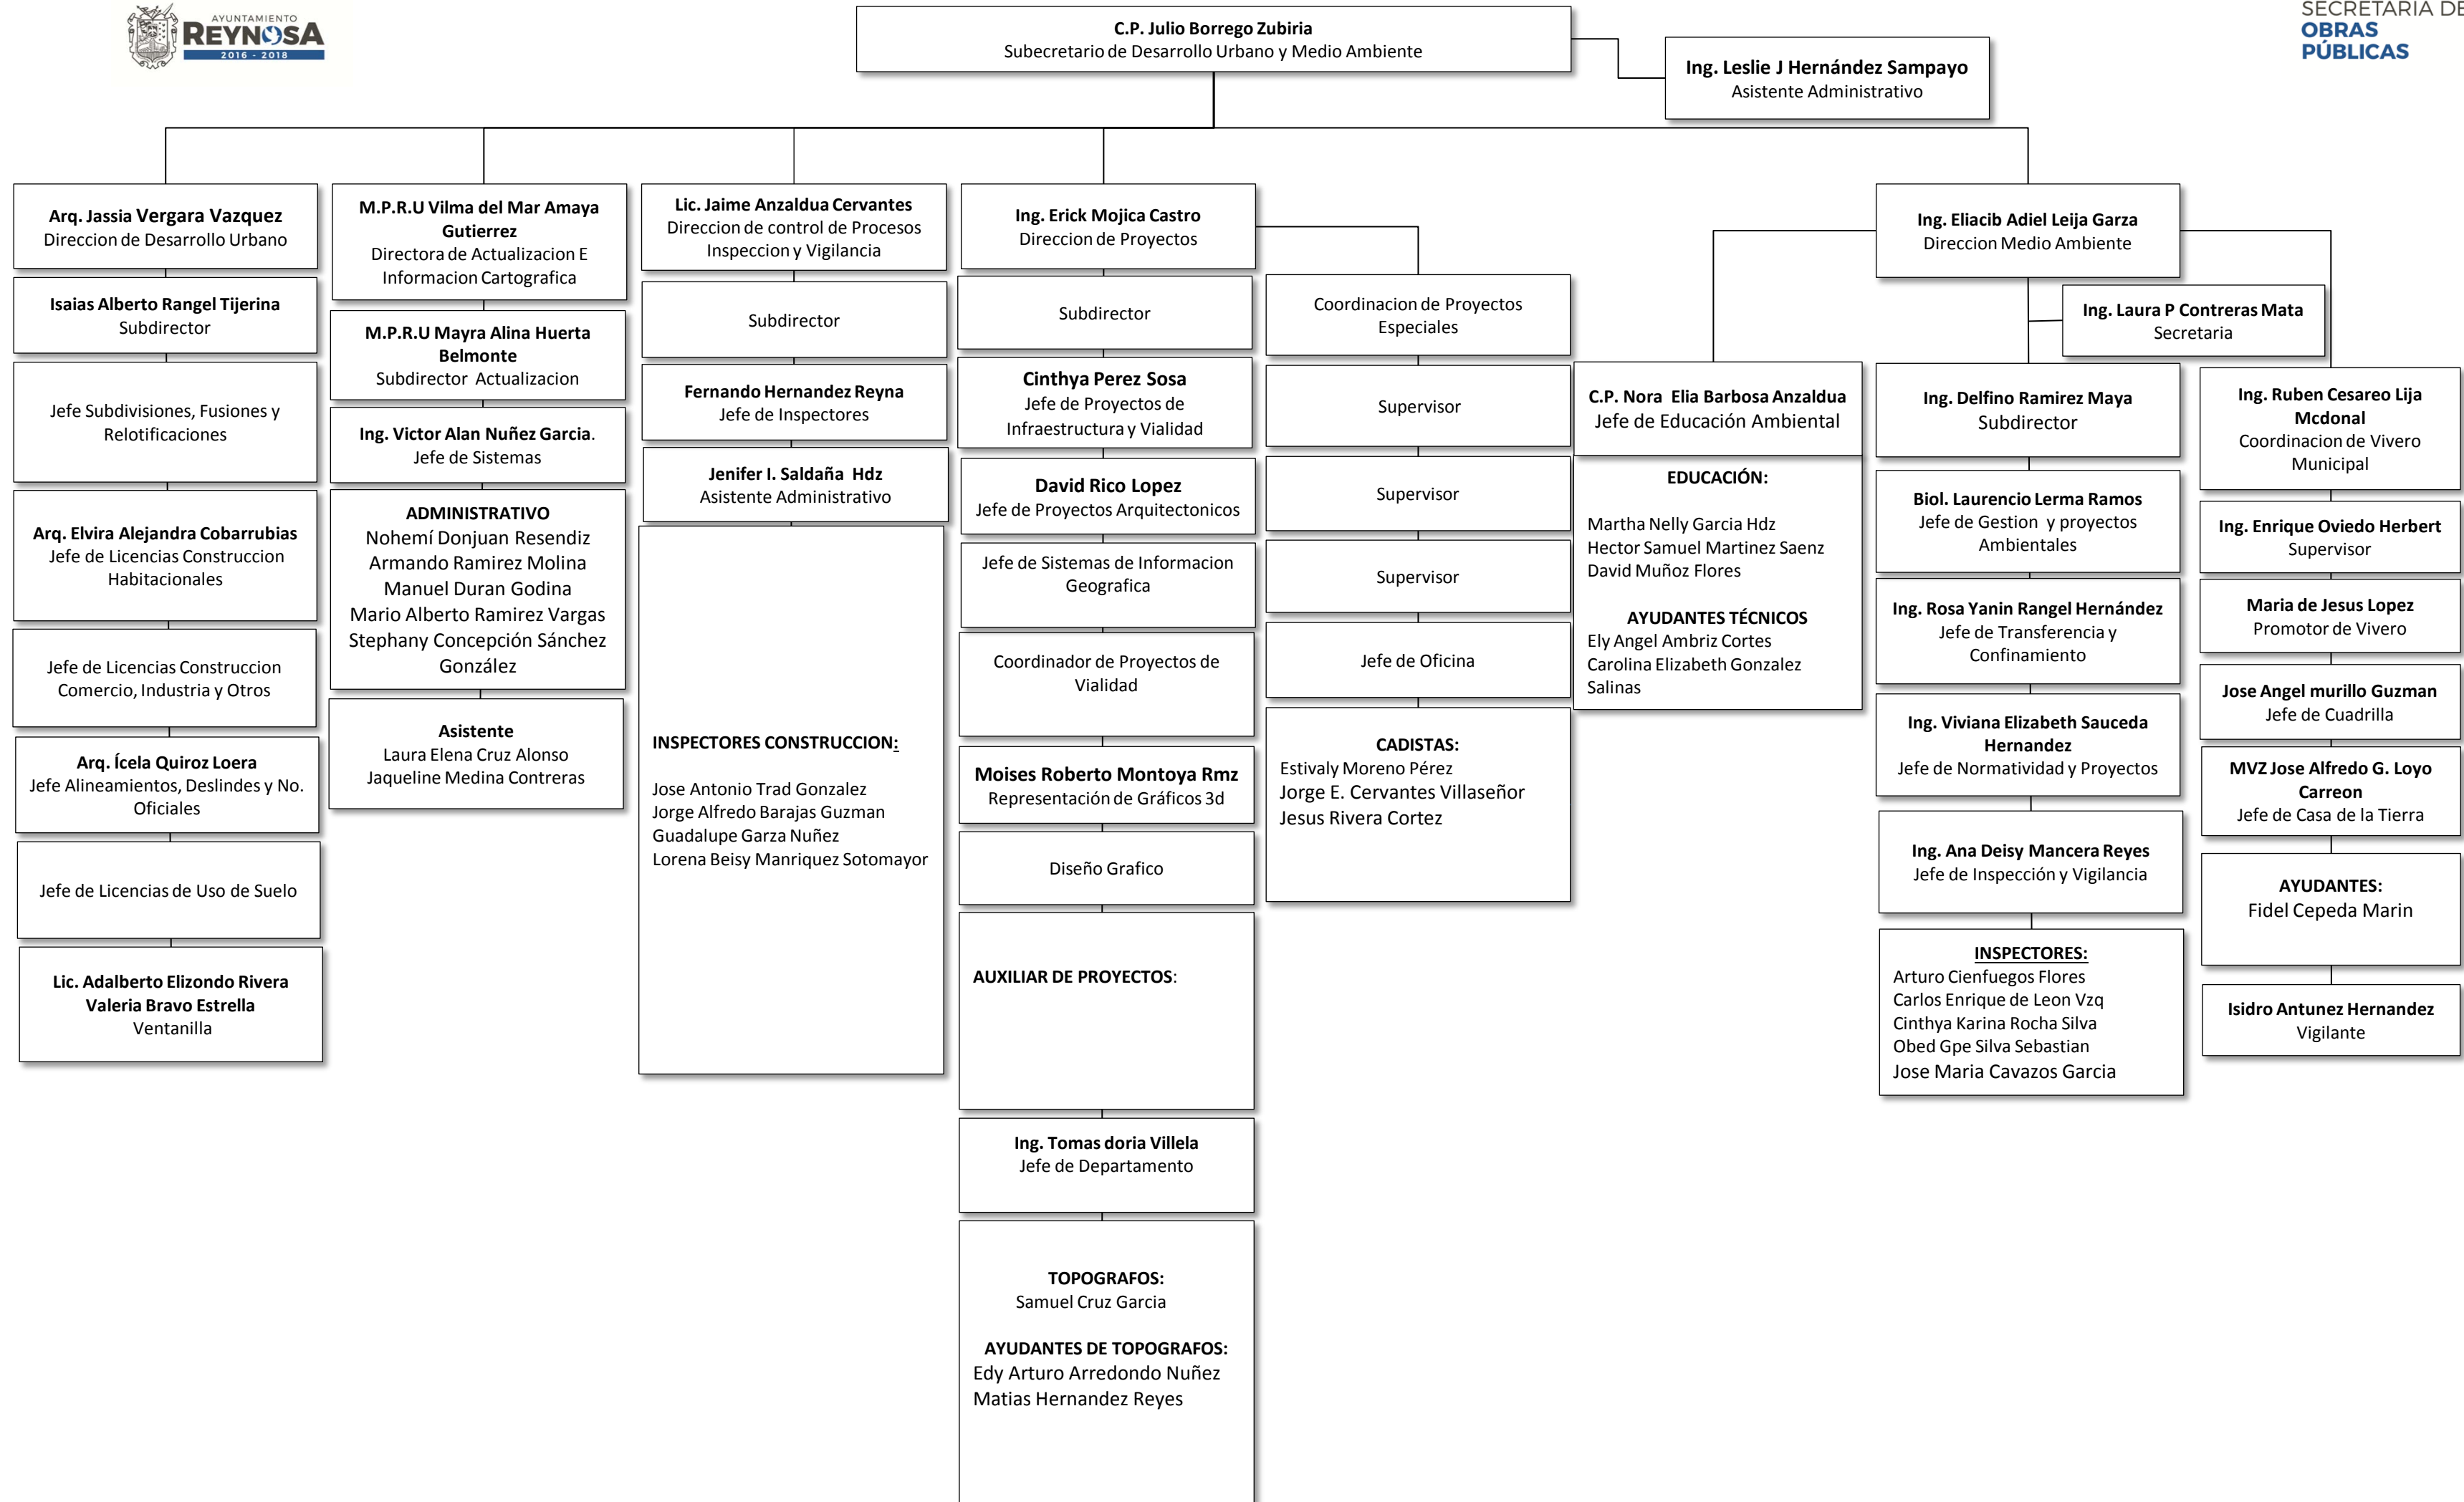 AYUNTAMIENTO
REYNOSA
2016 - 2018
SECRETARÍA DE
OBRAS
PÚBLICAS
C.P. Julio Borrego Zubiria
Subecretario de Desarrollo Urbano y Medio Ambiente
Ing. Leslie J Hernández Sampayo
Asistente Administrativo
Arq. Jassia Vergara Vazquez
Direccion de Desarrollo Urbano
Isaias Alberto Rangel Tijerina
Subdirector
Jefe Subdivisiones, Fusiones y
Relotificaciones
Arq. Elvira Alejandra Cobarrubias
Jefe de Licencias Construccion
Habitacionales
Jefe de Licencias Construccion
Comercio, Industria y Otros
Arq. Ícela Quiroz Loera
Jefe Alineamientos, Deslindes y No.
Oficiales
Jefe de Licencias de Uso de Suelo
Lic. Adalberto Elizondo Rivera
Valeria Bravo Estrella
Ventanilla
M.P.R.U Vilma del Mar Amaya
Gutierrez
Directora de Actualizacion E
Informacion Cartografica
M.P.R.U Mayra Alina Huerta
Belmonte
Subdirector Actualizacion
Ing. Victor Alan Nuñez Garcia.
Jefe de Sistemas
ADMINISTRATIVO
Nohemí Donjuan Resendiz
Armando Ramirez Molina
Manuel Duran Godina
Mario Alberto Ramirez Vargas
Stephany Concepción Sánchez
González
Asistente
Laura Elena Cruz Alonso
Jaqueline Medina Contreras
Lic. Jaime Anzaldua Cervantes
Direccion de control de Procesos
Inspeccion y Vigilancia
Subdirector
Fernando Hernandez Reyna
Jefe de Inspectores
Jenifer I. Saldaña Hdz
Asistente Administrativo
INSPECTORES CONSTRUCCION:
Jose Antonio Trad Gonzalez
Jorge Alfredo Barajas Guzman
Guadalupe Garza Nuñez
Lorena Beisy Manriquez Sotomayor
Ing. Erick Mojica Castro
Direccion de Proyectos
Subdirector
Cinthya Perez Sosa
Jefe de Proyectos de
Infraestructura y Vialidad
David Rico Lopez
Jefe de Proyectos Arquitectonicos
Jefe de Sistemas de Informacion
Geografica
Coordinador de Proyectos de
Vialidad
Moises Roberto Montoya Rmz
Representación de Gráficos 3d
Diseño Grafico
AUXILIAR DE PROYECTOS:
Ing. Tomas doria Villela
Jefe de Departamento
TOPOGRAFOS:
Samuel Cruz Garcia
AYUDANTES DE TOPOGRAFOS:
Edy Arturo Arredondo Nuñez
Matias Hernandez Reyes
Coordinacion de Proyectos
Especiales
Supervisor
Supervisor
Supervisor
Jefe de Oficina
CADISTAS:
Estivaly Moreno Pérez
Jorge E. Cervantes Villaseñor
Jesus Rivera Cortez
Ing. Eliacib Adiel Leija Garza
Direccion Medio Ambiente
Ing. Laura P Contreras Mata
Secretaria
C.P. Nora Elia Barbosa Anzaldua
Jefe de Educación Ambiental
EDUCACIÓN:
Martha Nelly Garcia Hdz
Hector Samuel Martinez Saenz
David Muñoz Flores
AYUDANTES TÉCNICOS
Ely Angel Ambriz Cortes
Carolina Elizabeth Gonzalez
Salinas
Ing. Delfino Ramirez Maya
Subdirector
Biol. Laurencio Lerma Ramos
Jefe de Gestion y proyectos
Ambientales
Ing. Rosa Yanin Rangel Hernández
Jefe de Transferencia y
Confinamiento
Ing. Viviana Elizabeth Sauceda
Hernandez
Jefe de Normatividad y Proyectos
Ing. Ana Deisy Mancera Reyes
Jefe de Inspección y Vigilancia
INSPECTORES:
Arturo Cienfuegos Flores
Carlos Enrique de Leon Vzq
Cinthya Karina Rocha Silva
Obed Gpe Silva Sebastian
Jose Maria Cavazos Garcia
Ing. Ruben Cesareo Lija
Mcdonal
Coordinacion de Vivero
Municipal
Ing. Enrique Oviedo Herbert
Supervisor
Maria de Jesus Lopez
Promotor de Vivero
Jose Angel murillo Guzman
Jefe de Cuadrilla
MVZ Jose Alfredo G. Loyo
Carreon
Jefe de Casa de la Tierra
AYUDANTES:
Fidel Cepeda Marin
Isidro Antunez Hernandez
Vigilante